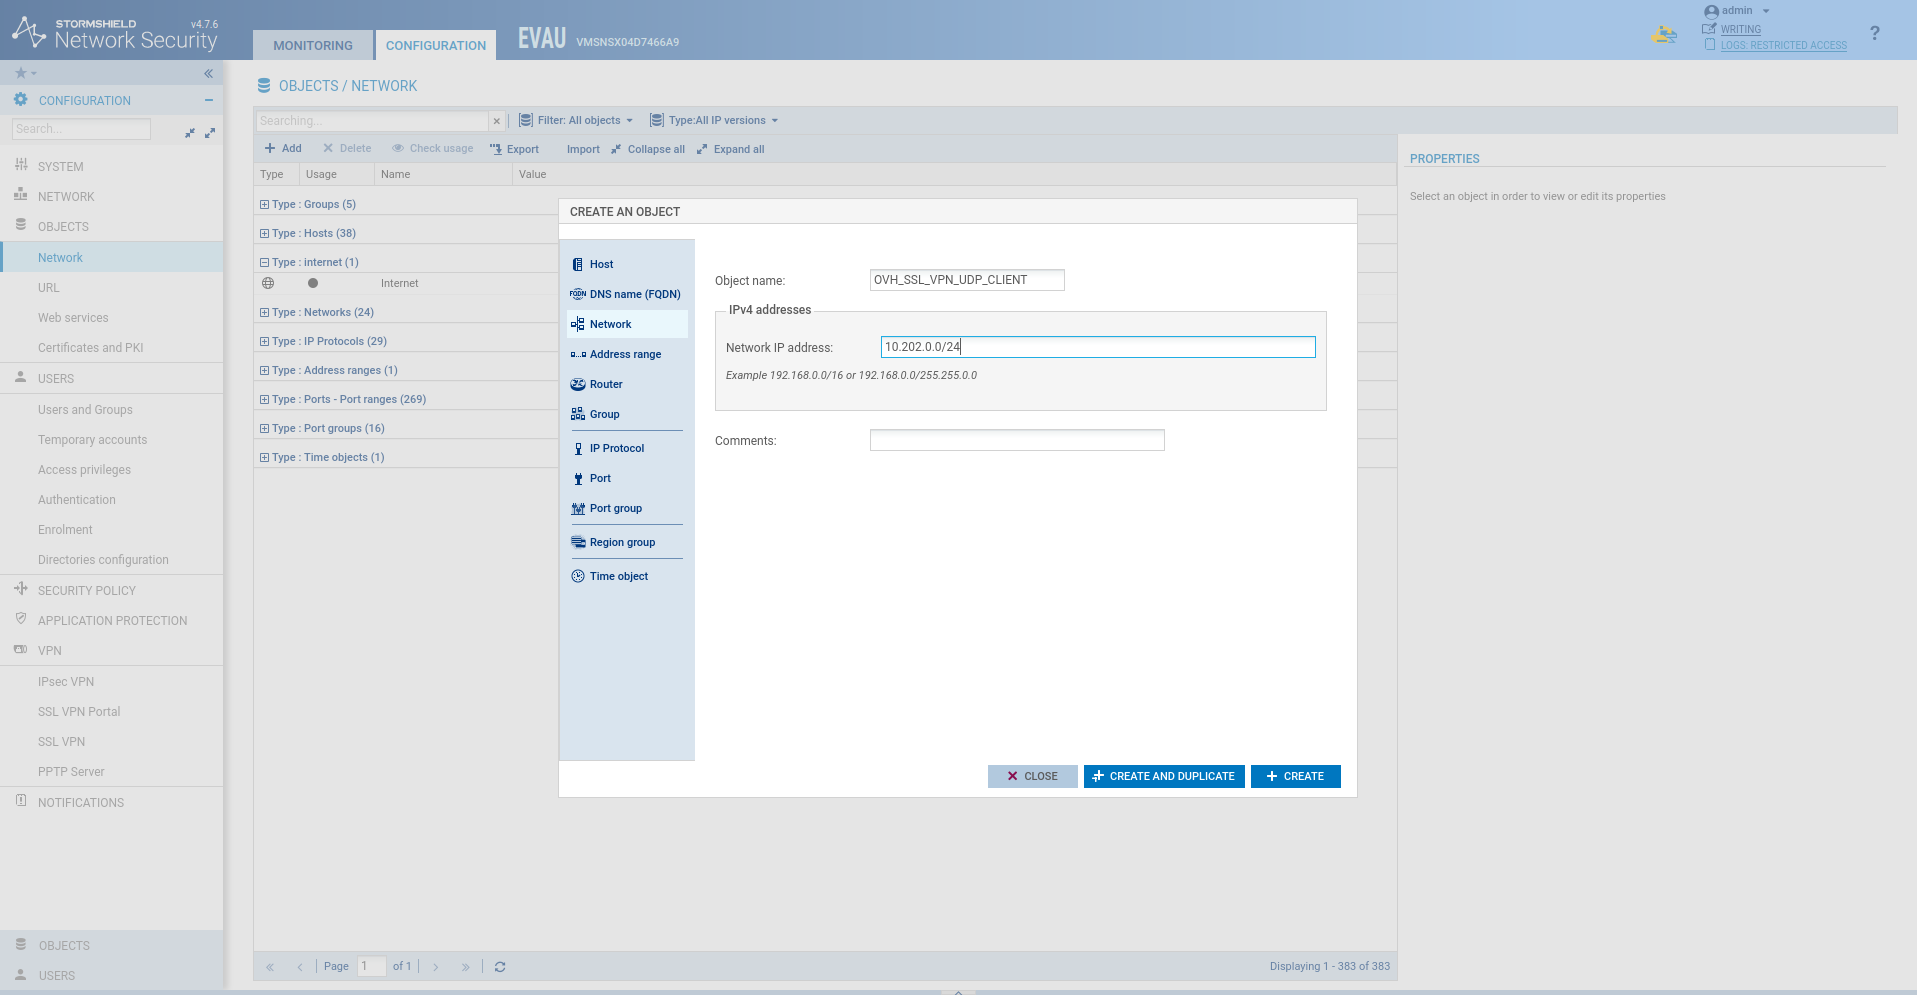 STORMSHIELD v4.7.6
Network Security
MONITORING
CONFIGURATION
EVAU VMSNSX04D7466A9
admin
WRITING
LOGS: RESTRICTED ACCESS
?
CONFIGURATION
Search...
SYSTEM
NETWORK
OBJECTS
Network
URL
Web services
Certificates and PKI
USERS
Users and Groups
Temporary accounts
Access privileges
Authentication
Enrolment
Directories configuration
SECURITY POLICY
APPLICATION PROTECTION
VPN
IPsec VPN
SSL VPN Portal
SSL VPN
PPTP Server
NOTIFICATIONS
OBJECTS
USERS
OBJECTS / NETWORK
Searching... Filter: All objects Type:All IP versions
Add Delete Check usage Export Import Collapse all Expand all
Type Usage Name Value
Type : Groups (5)
Type : Hosts (38)
Type : internet (1)
Internet
Type : Networks (24)
Type : IP Protocols (29)
Type : Address ranges (1)
Type : Ports - Port ranges (269)
Type : Port groups (16)
Type : Time objects (1)
Page 1 of 1
Displaying 1 - 383 of 383
PROPERTIES
Select an object in order to view or edit its properties
CREATE AN OBJECT
Host
DNS name (FQDN)
Network
Address range
Router
Group
IP Protocol
Port
Port group
Region group
Time object
Object name: OVH_SSL_VPN_UDP_CLIENT
IPv4 addresses
Network IP address: 10.202.0.0/24
Example 192.168.0.0/16 or 192.168.0.0/255.255.0.0
Comments:
CLOSE
CREATE AND DUPLICATE
CREATE